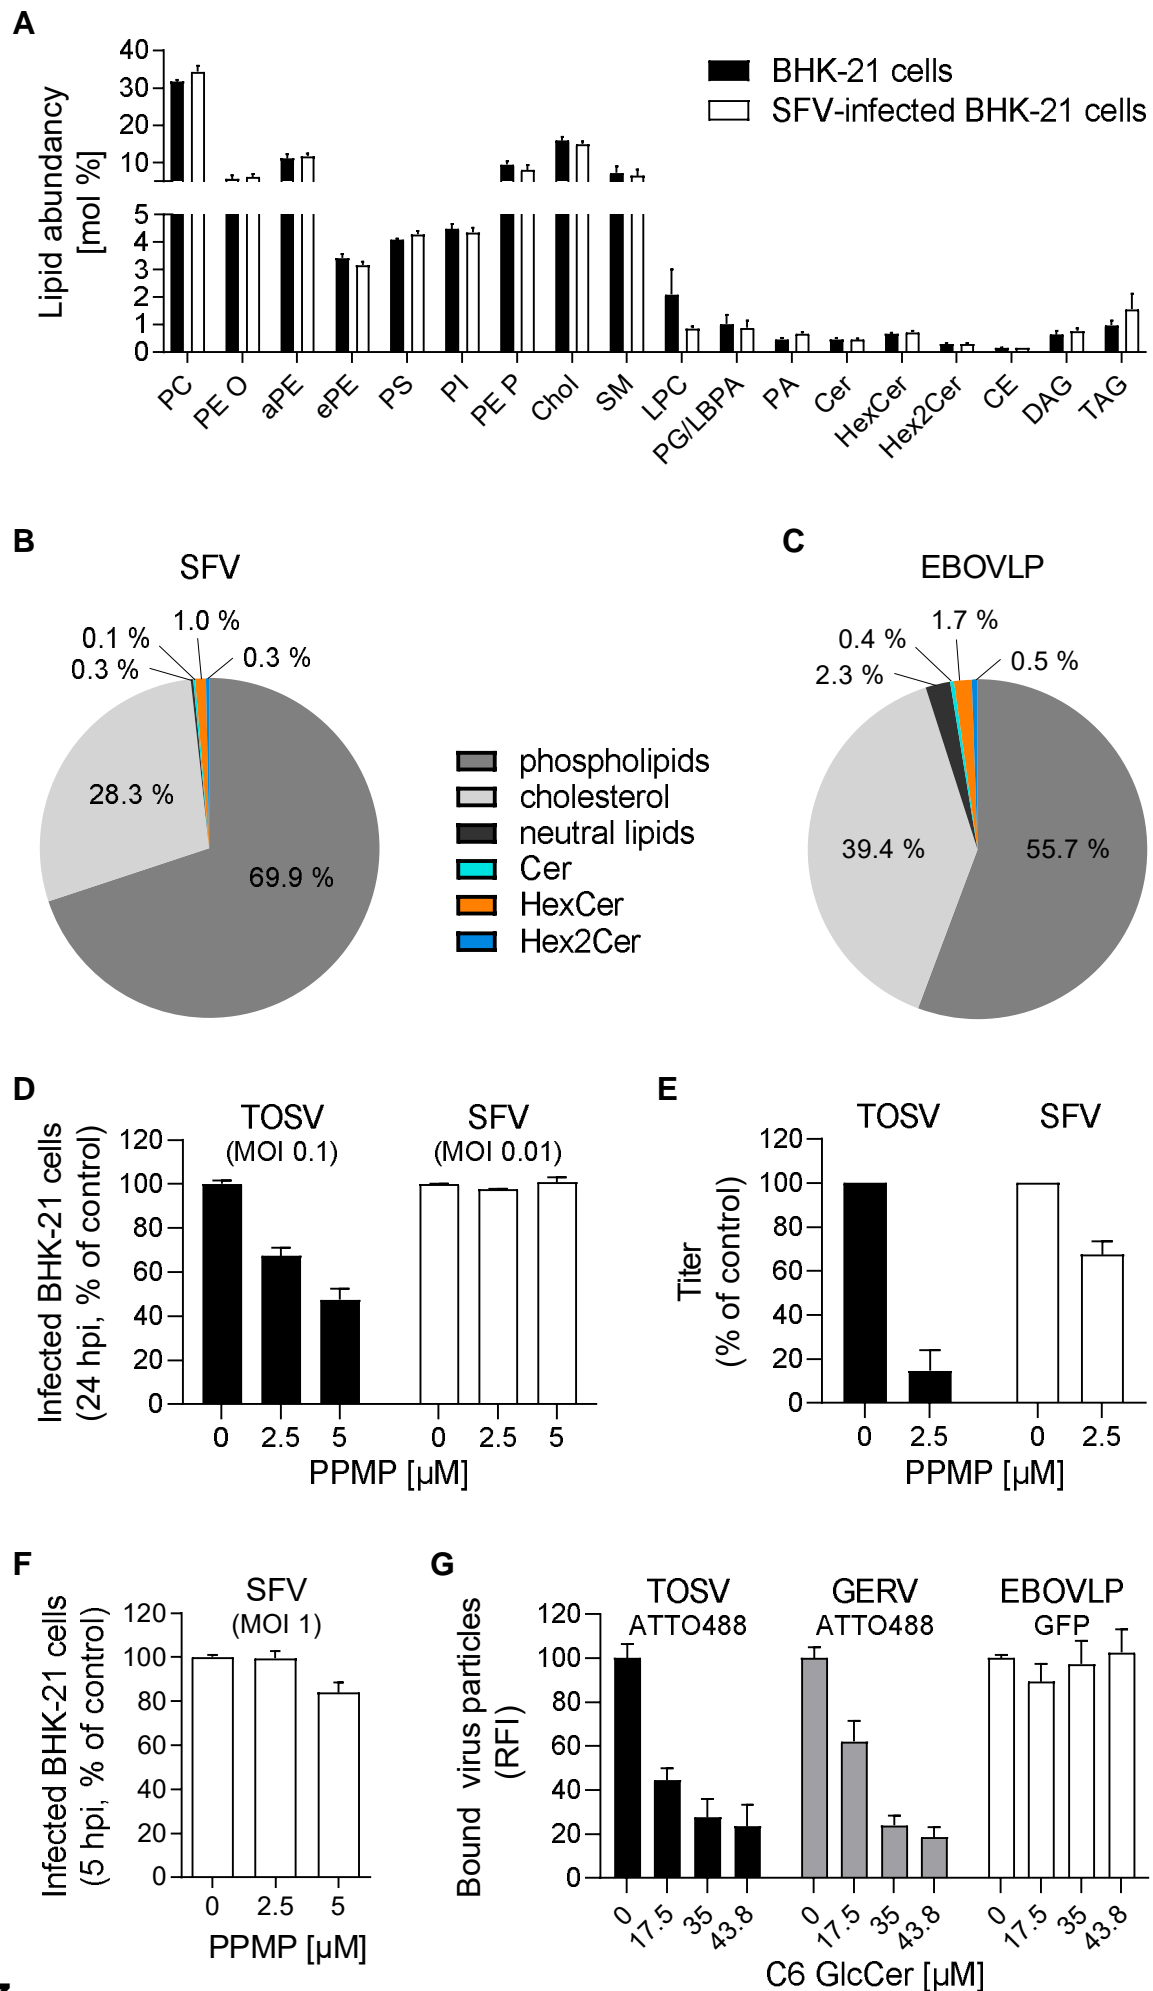 A
40
30
20
10
5
4
3
2
1
0
Lipid abundancy
[mol %]
BHK-21 cells
SFV-infected BHK-21 cells
PC
PE O
aPE
ePE
PS
PI
PE P
Chol
SM
LPC
PG/LBPA
PA
Cer
HexCer
Hex2Cer
CE
DAG
TAG
B
SFV
1.0 %
0.1 %
0.3 %
0.3 %
28.3 %
69.9 %
phospholipids
cholesterol
neutral lipids
Cer
HexCer
Hex2Cer
C
EBOVLP
1.7 %
0.4 %
0.5 %
2.3 %
39.4 %
55.7 %
D
TOSV
(MOI 0.1)
SFV
(MOI 0.01)
Infected BHK-21 cells
(24 hpi, % of control)
120
100
80
60
40
20
0
0 2.5 5 0 2.5 5
PPMP [µM]
E
TOSV SFV
Titer
(% of control)
120
100
80
60
40
20
0
0 2.5 0 2.5
PPMP [µM]
F
SFV
(MOI 1)
Infected BHK-21 cells
(5 hpi, % of control)
120
100
80
60
40
20
0
0 2.5 5
PPMP [µM]
G
TOSV
ATTO488
GERV
ATTO488
EBOVLP
GFP
Bound virus particles
(RFI)
120
100
80
60
40
20
0
0 17.5 35 43.8 0 17.5 35 43.8 0 17.5 35 43.8
C6 GlcCer [µM]